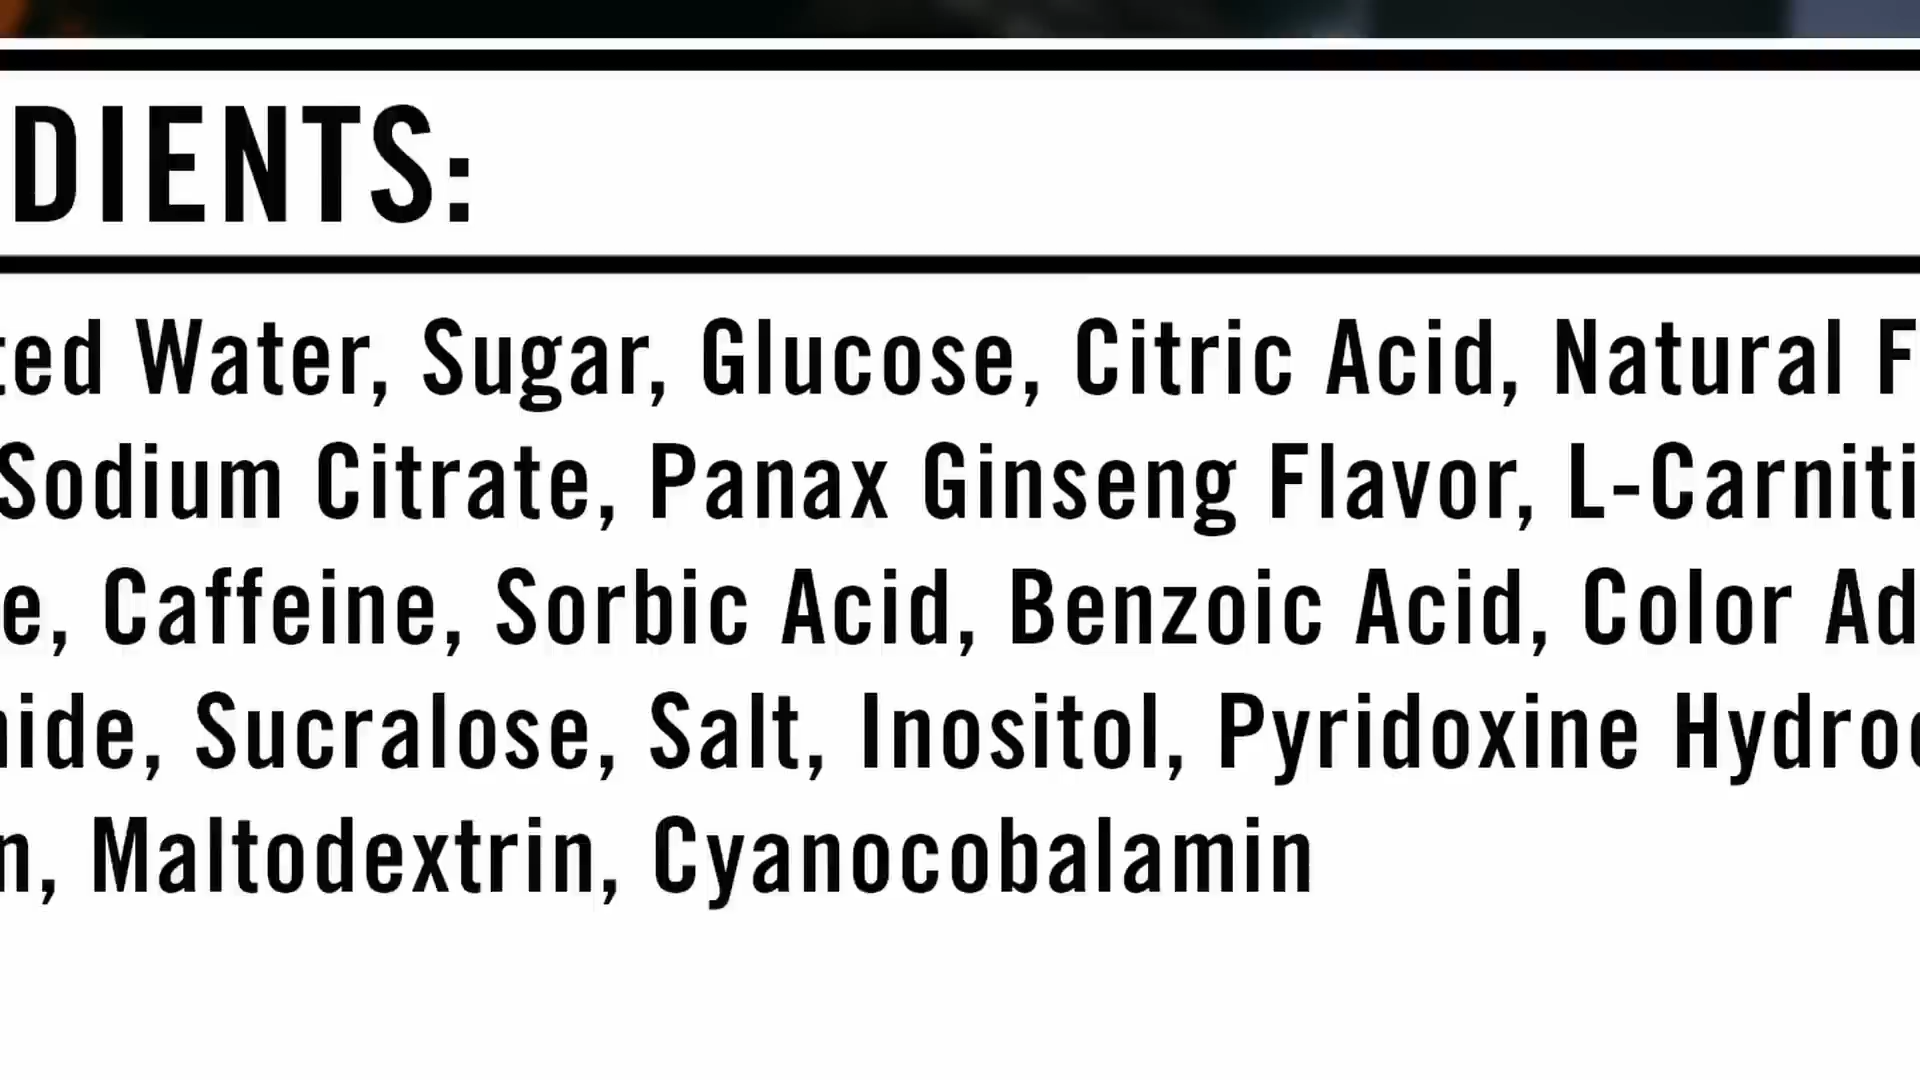 DIENTS:
ted Water, Sugar, Glucose, Citric Acid, Natural F
Sodium Citrate, Panax Ginseng Flavor, L-Carniti
e, Caffeine, Sorbic Acid, Benzoic Acid, Color Ad
ide, Sucralose, Salt, Inositol, Pyridoxine Hydroc
n, Maltodextrin, Cyanocobalamin